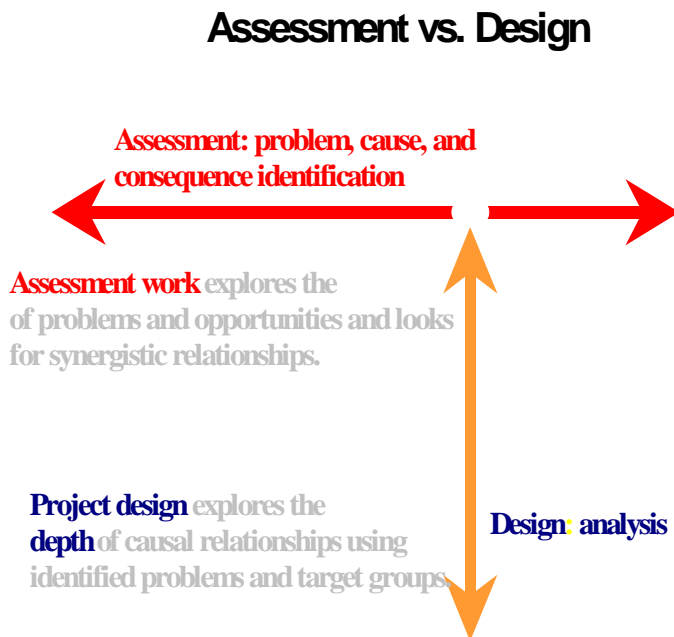 Assessment vs. Design
Assessment: problem, cause, and
consequence identification
Assessment work explores the
of problems and opportunities and looks
for synergistic relationships.
Project design explores the
depth of causal relationships using
identified problems and target groups.
Design: analysis